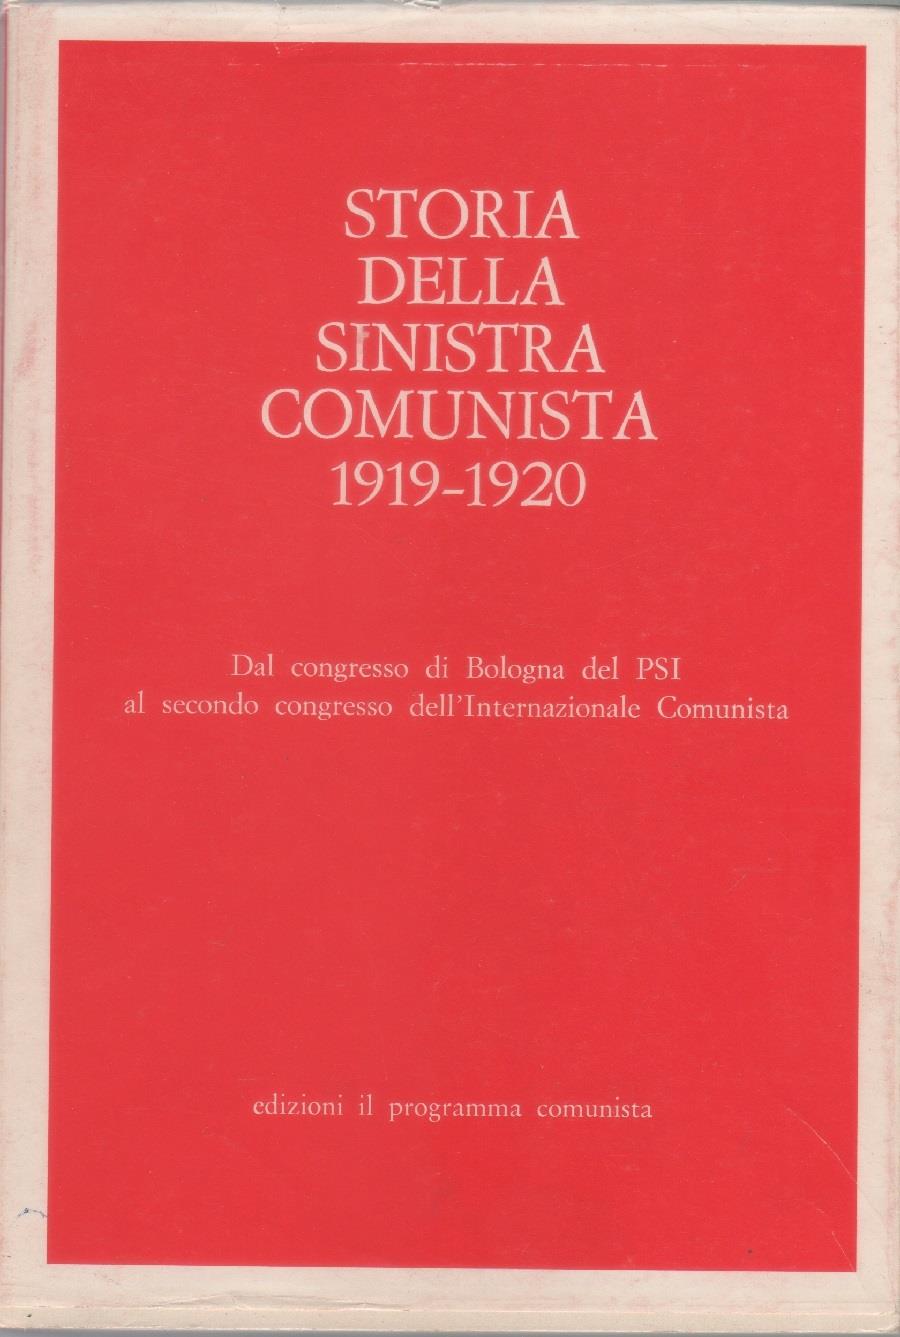 STORIA
DELLA
SINISTRA
COMUNISTA
1919-1920
Dal congresso di Bologna del PSI
al secondo congresso dell'Internazionale Comunista
edizioni il programma comunista